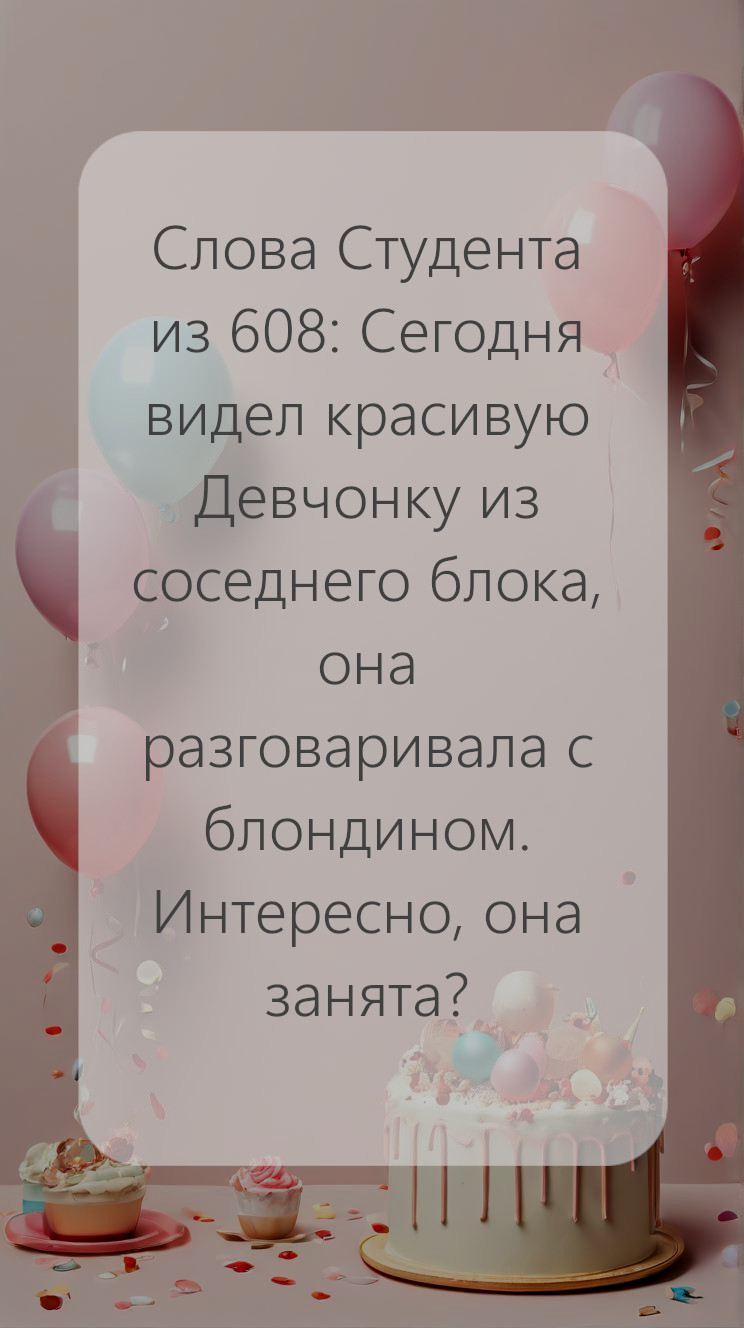 Слова Студента
из 608: Сегодня
видел красивую
Девчонку из
соседнего блока,
она
разговаривала с
блондином.
Интересно, она
занята?